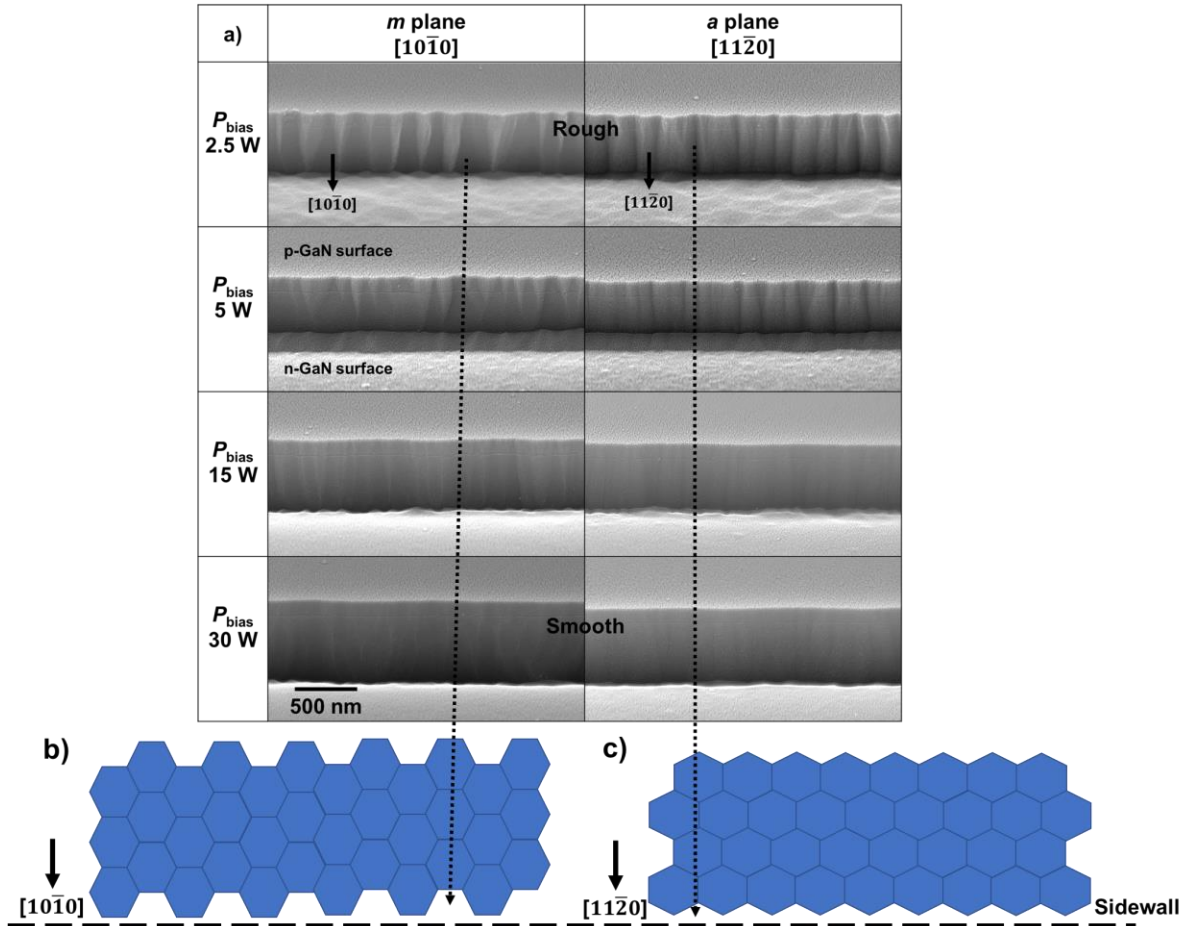 a)
m plane
[101̅0]
a plane
[112̅0]
P_bias
2.5 W
Rough
[101̅0]
[112̅0]
P_bias
5 W
p-GaN surface
n-GaN surface
P_bias
15 W
P_bias
30 W
Smooth
500 nm
b)
c)
[101̅0]
[112̅0]
Sidewall